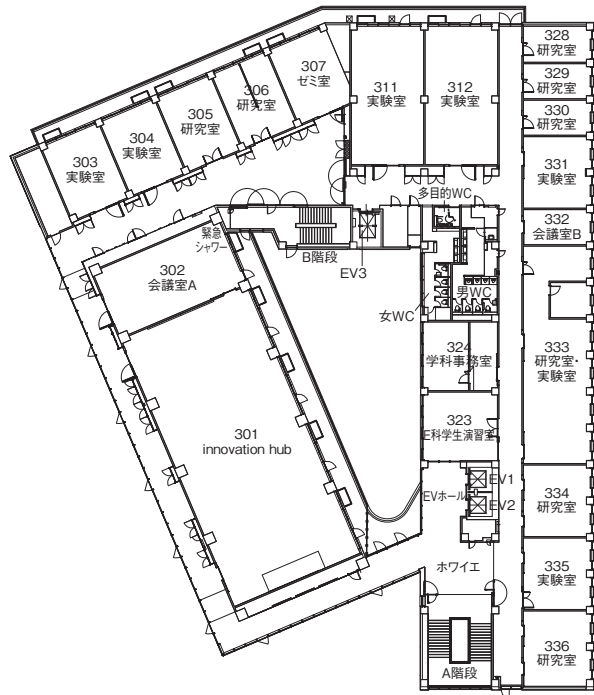 328
研究室
329
研究室
330
研究室
331
実験室
332
会議室B
333
研究室・
実験室
334
研究室
335
実験室
336
研究室
307
ゼミ室
306
研究室
305
研究室
304
実験室
303
実験室
311
実験室
312
実験室
多目的WC
緊急
シャワー
B階段
EV3
302
会議室A
男WC
女WC
324
学科事務室
323
E科学生演習室
301
innovation hub
EV1
EVホール
EV2
ホワイエ
A階段